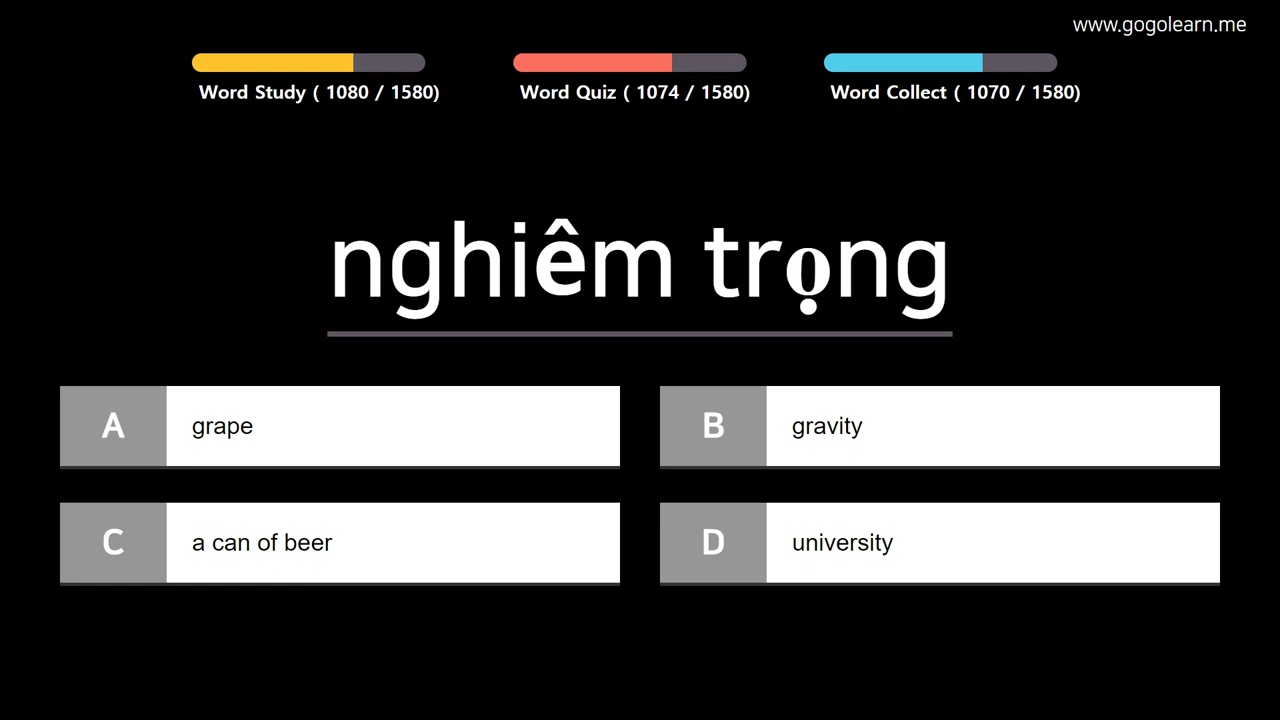 www.gogolearn.me
Word Study ( 1080 / 1580)
Word Quiz ( 1074 / 1580)
Word Collect ( 1070 / 1580)
nghiêm trọng
A grape
B gravity
C a can of beer
D university